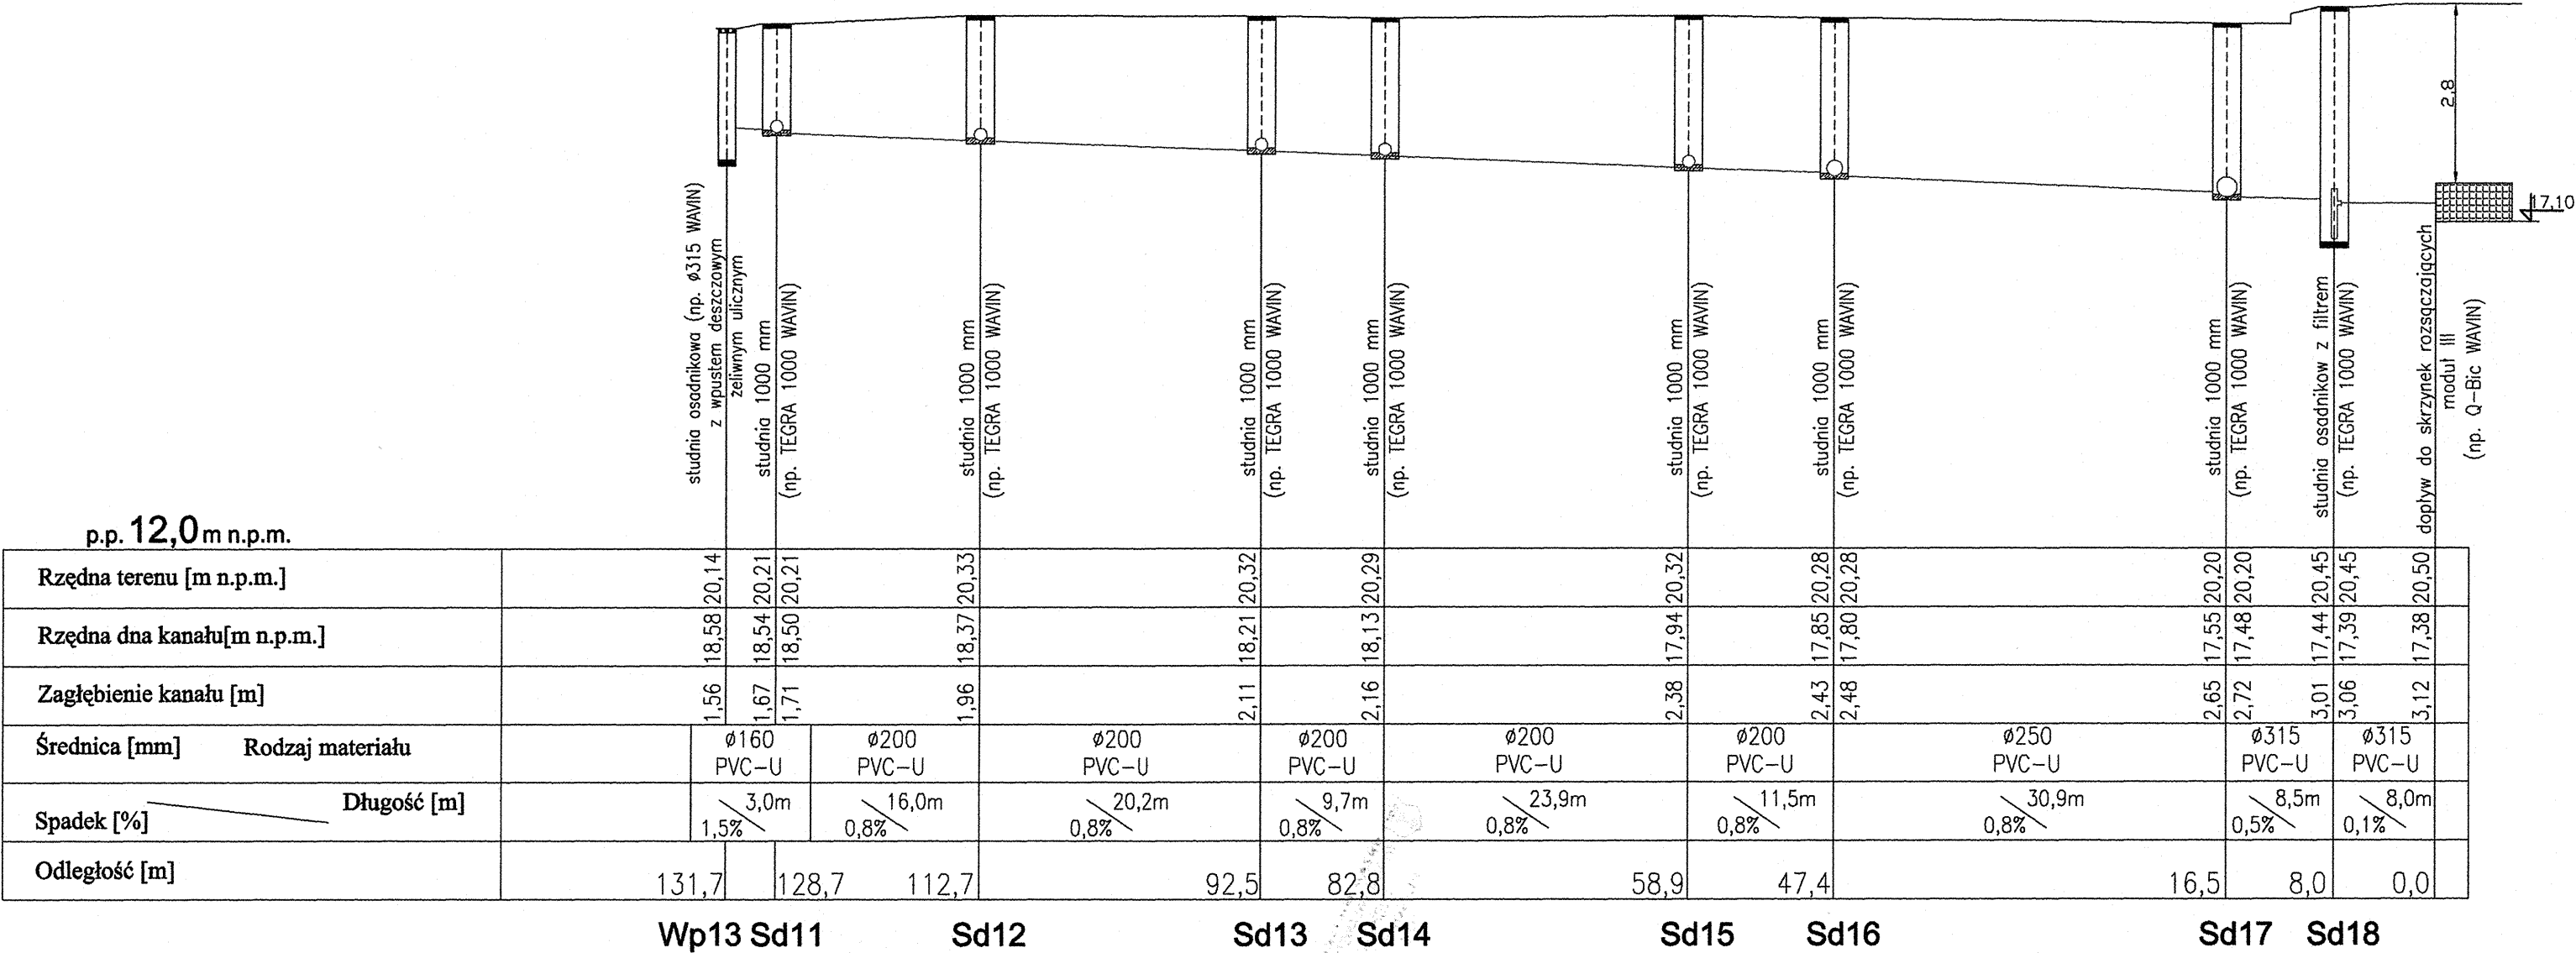 2,8
17,10
studnia osadnikowa (np. ø315 WAVIN)
z wpustem deszczowym
żeliwnym ulicznym
studnia 1000 mm
(np. TEGRA 1000 WAVIN)
studnia 1000 mm
(np. TEGRA 1000 WAVIN)
studnia 1000 mm
(np. TEGRA 1000 WAVIN)
studnia 1000 mm
(np. TEGRA 1000 WAVIN)
studnia 1000 mm
(np. TEGRA 1000 WAVIN)
studnia 1000 mm
(np. TEGRA 1000 WAVIN)
studnia 1000 mm
(np. TEGRA 1000 WAVIN)
studnia osadnikow z filtrem
(np. TEGRA 1000 WAVIN)
dopływ do skrzynek rozsączających
moduł III
(np. Q-Bic WAVIN)
p.p. 12,0 m n.p.m.
Rzędna terenu [m n.p.m.] 20,14 20,21 20,21 20,33 20,32 20,29 20,32 20,28 20,28 20,20 20,20 20,45 20,45 20,50
Rzędna dna kanału[m n.p.m.] 18,58 18,54 18,50 18,37 18,21 18,13 17,94 17,85 17,80 17,55 17,48 17,44 17,39 17,38
Zagłębienie kanału [m] 1,56 1,67 1,71 1,96 2,11 2,16 2,38 2,43 2,48 2,65 2,72 3,01 3,06 3,12
Średnica [mm] Rodzaj materiału
ø160 ø200 ø200 ø200 ø200 ø200 ø250 ø315 ø315
PVC-U PVC-U PVC-U PVC-U PVC-U PVC-U PVC-U PVC-U PVC-U
Długość [m] 3,0m 16,0m 20,2m 9,7m 23,9m 11,5m 30,9m 8,5m 8,0m
Spadek [%] 1,5% 0,8% 0,8% 0,8% 0,8% 0,8% 0,8% 0,5% 0,1%
Odległość [m] 131,7 128,7 112,7 92,5 82,8 58,9 47,4 16,5 8,0 0,0
Wp13 Sd11 Sd12 Sd13 Sd14 Sd15 Sd16 Sd17 Sd18